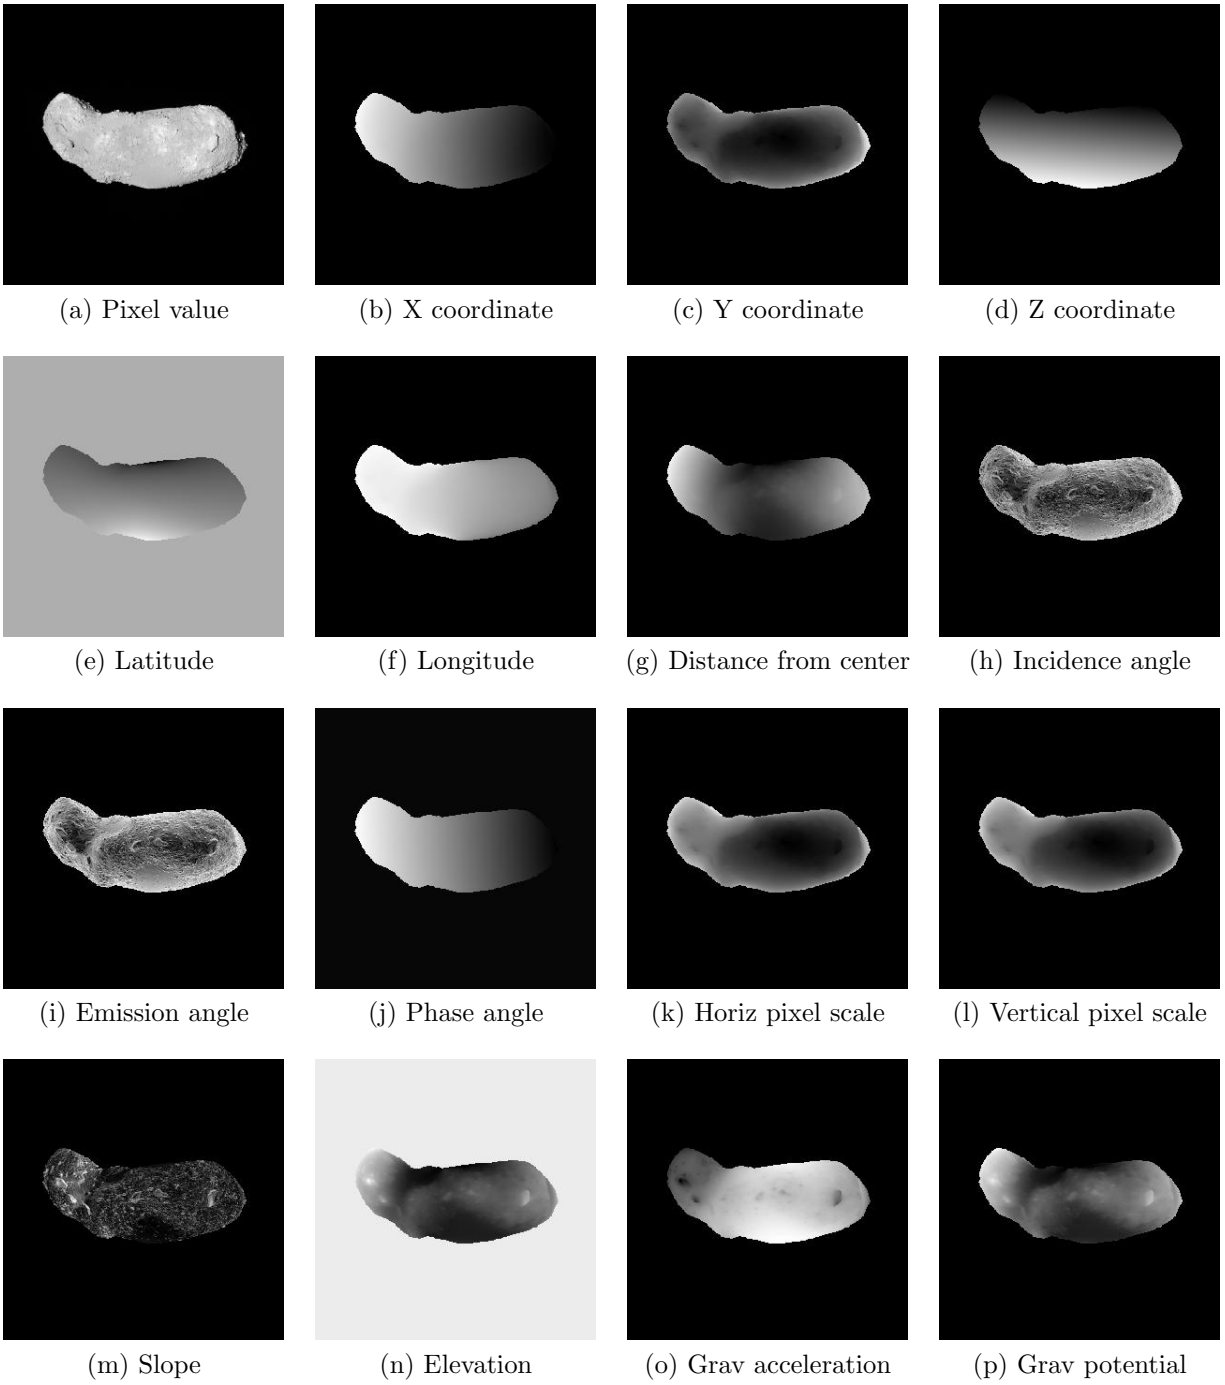 (a) Pixel value
(b) X coordinate
(c) Y coordinate
(d) Z coordinate
(e) Latitude
(f) Longitude
(g) Distance from center
(h) Incidence angle
(i) Emission angle
(j) Phase angle
(k) Horiz pixel scale
(l) Vertical pixel scale
(m) Slope
(n) Elevation
(o) Grav acceleration
(p) Grav potential